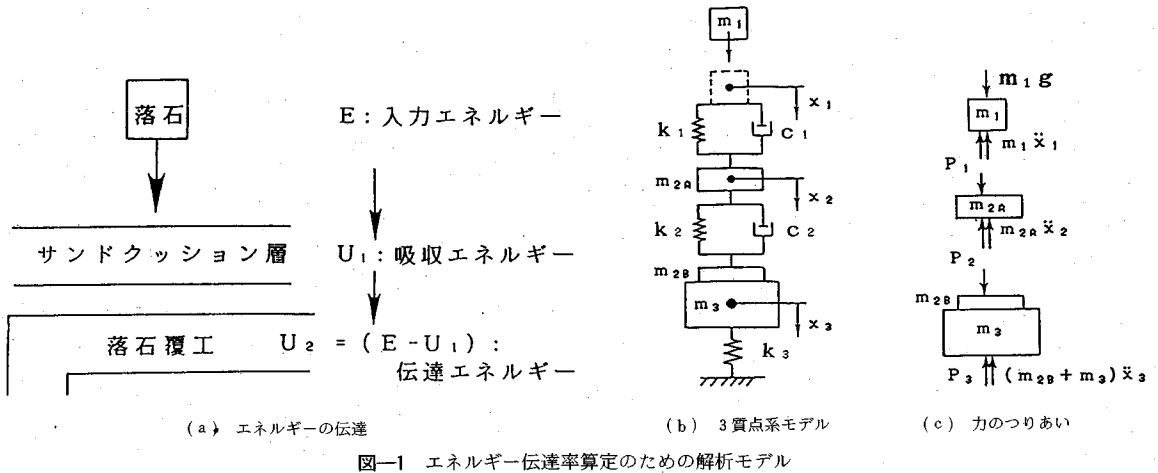 落石
E：入力エネルギー
サンドクッション層
U₁：吸収エネルギー
落石覆工
U₂ ＝（E－U₁）：
伝達エネルギー
(a) エネルギーの伝達
m₁
x₁
k₁
c₁
m₂A
x₂
k₂
c₂
m₂B
m₃
x₃
k₃
(b) 3質点系モデル
m₁g
m₁
m₁ẍ₁
P₁
m₂A
m₂Aẍ₂
P₂
m₂B
m₃
P₃
(m₂B＋m₃)ẍ₃
(c) 力のつりあい
図―1 エネルギー伝達率算定のための解析モデル